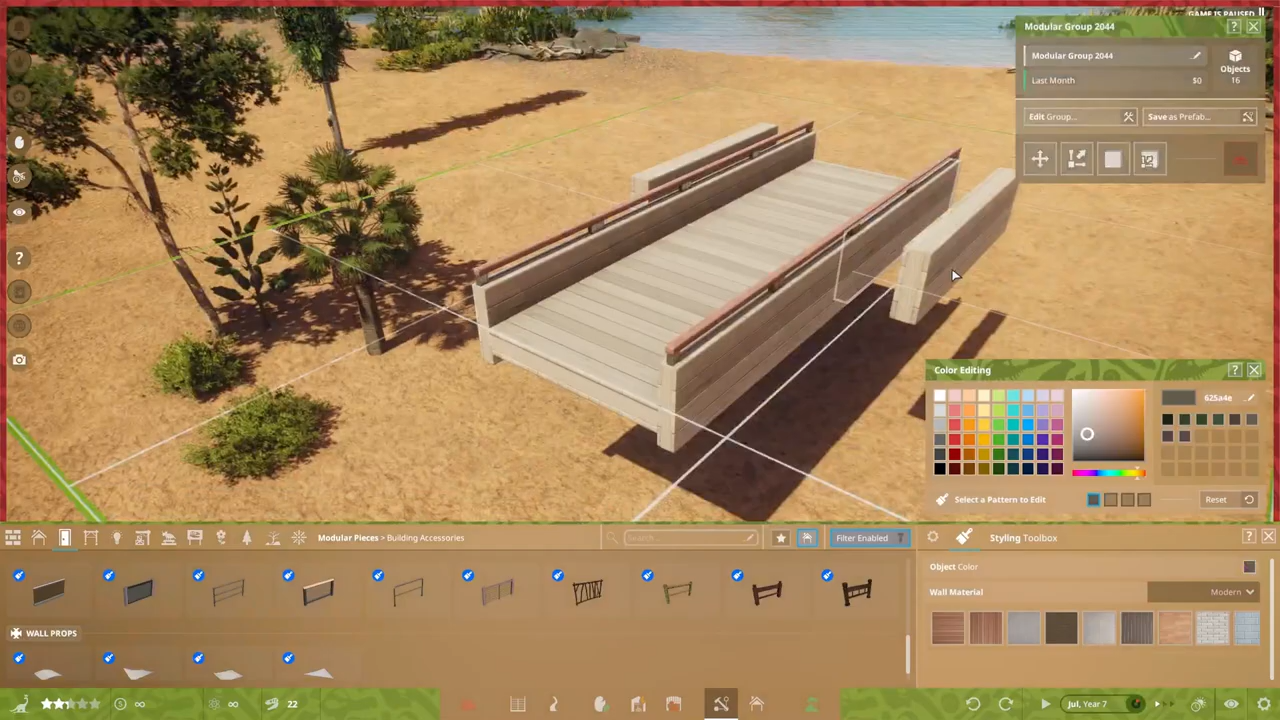 GAME IS PAUSED
Modular Group 2044
?
Modular Group 2044
Objects
16
Last Month $0
Edit Group... Save as Prefab...
12
?
Color Editing ?
625a4e
Select a Pattern to Edit Reset
Modular Pieces > Building Accessories
Search...
Filter Enabled
Styling Toolbox ?
Object Color
Wall Material Modern
WALL PROPS
∞ ∞ 22
Jul, Year 7